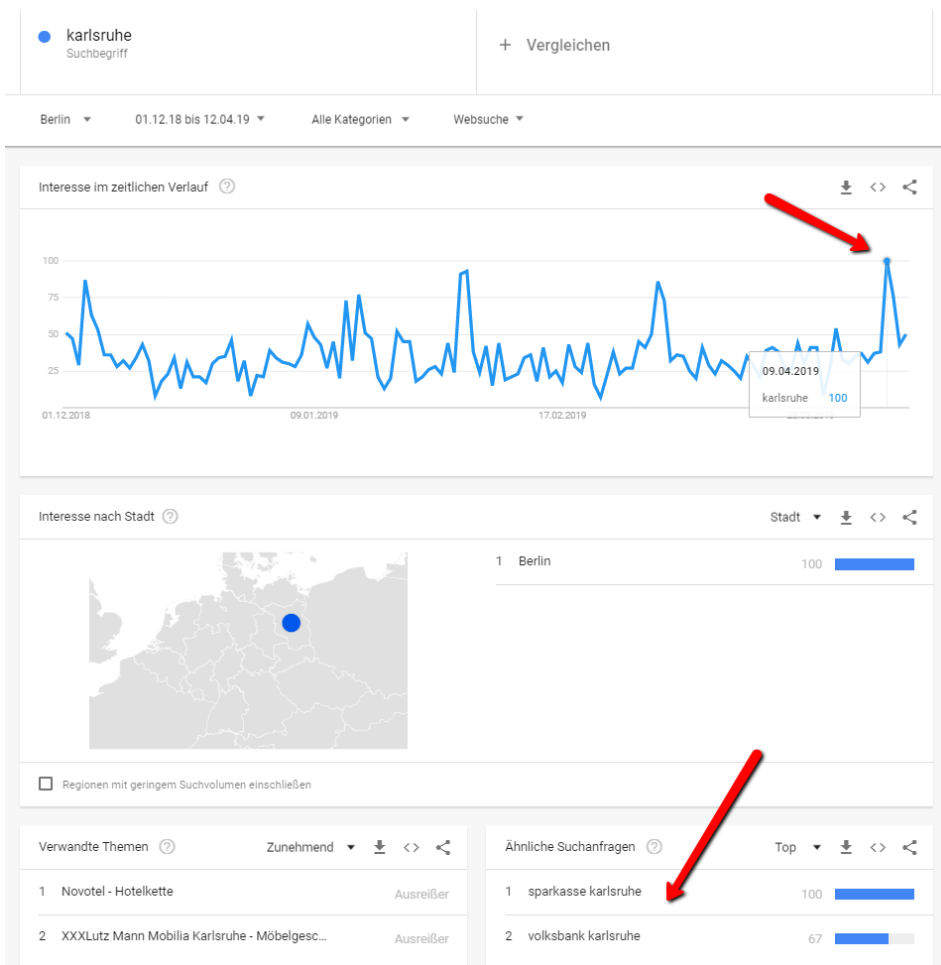 karlsruhe
Suchbegriff
+ Vergleichen
Berlin 01.12.18 bis 12.04.19 Alle Kategorien Websuche
Interesse im zeitlichen Verlauf ?
100
75
50
25
09.04.2019
karlsruhe 100
01.12.2018 09.01.2019 17.02.2019
Interesse nach Stadt ? Stadt
1 Berlin 100
Regionen mit geringem Suchvolumen einschließen
Verwandte Themen ? Zunehmend
1 Novotel - Hotelkette Ausreißer
2 XXXLutz Mann Mobilia Karlsruhe - Möbelgesc... Ausreißer
Ähnliche Suchanfragen ? Top
1 sparkasse karlsruhe 100
2 volksbank karlsruhe 67